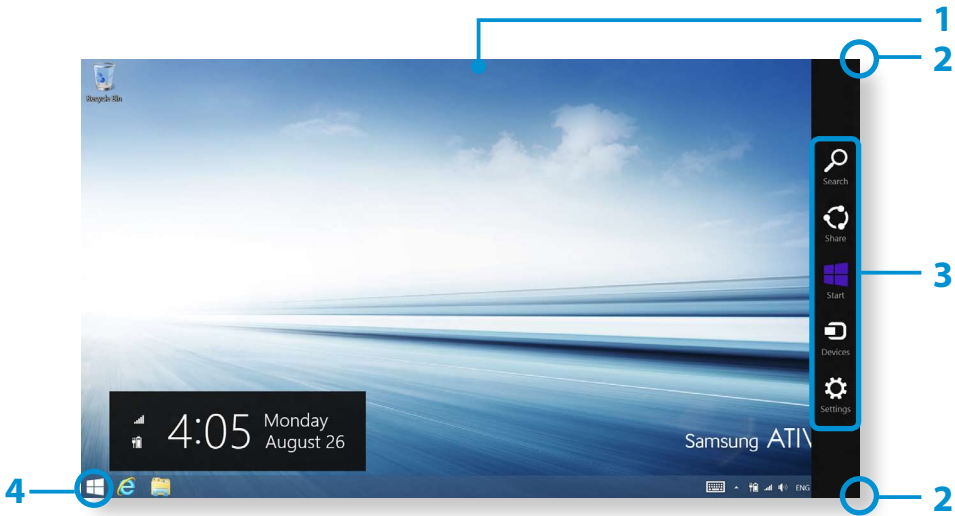 1
2
Recycle Bin
Search
Share
3
Start
Devices
Settings
4:05
Monday
August 26
Samsung ATIV
4
ENG
2